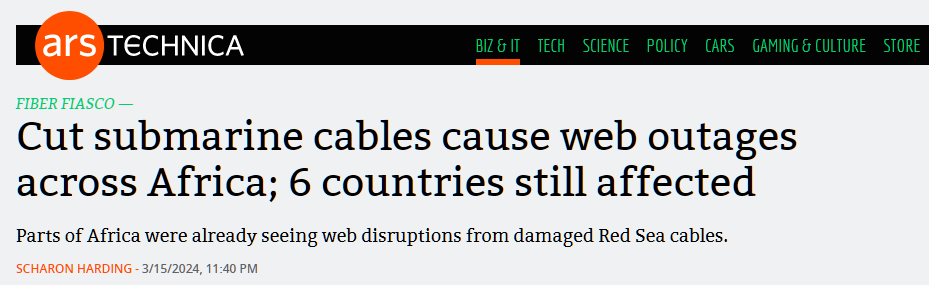 ars TECHNICA
BIZ & IT TECH SCIENCE POLICY CARS GAMING & CULTURE STORE
FIBER FIASCO —
Cut submarine cables cause web outages
across Africa; 6 countries still affected
Parts of Africa were already seeing web disruptions from damaged Red Sea cables.
SCHARON HARDING - 3/15/2024, 11:40 PM